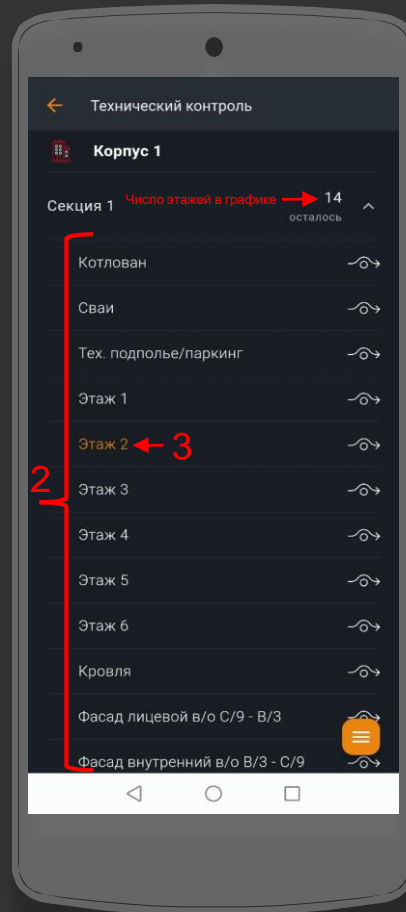 Технический контроль
Корпус 1
Секция 1 Число этажей в графике 14
осталось
Котлован
Сваи
Тех. подполье/паркинг
Этаж 1
Этаж 2 3
2 Этаж 3
Этаж 4
Этаж 5
Этаж 6
Кровля
Фасад лицевой в/о С/9 - В/3
Фасад внутренний в/о В/3 - С/9